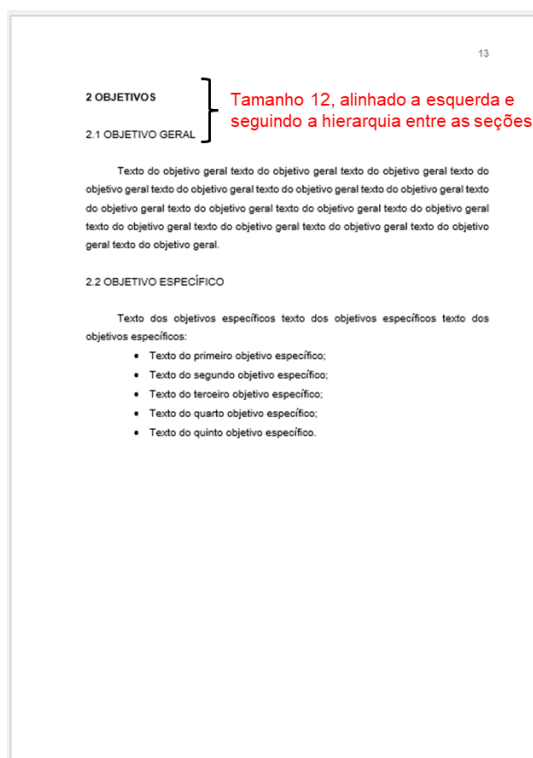 13
2 OBJETIVOS
Tamanho 12, alinhado a esquerda e
seguindo a hierarquia entre as seções
2.1 OBJETIVO GERAL
Texto do objetivo geral texto do objetivo geral texto do objetivo geral texto do
objetivo geral texto do objetivo geral texto do objetivo geral texto do objetivo geral texto
do objetivo geral texto do objetivo geral texto do objetivo geral texto do objetivo geral
texto do objetivo geral texto do objetivo geral texto do objetivo geral texto do objetivo
geral texto do objetivo geral.
2.2 OBJETIVO ESPECÍFICO
Texto dos objetivos específicos texto dos objetivos específicos texto dos
objetivos específicos:
• Texto do primeiro objetivo específico;
• Texto do segundo objetivo específico;
• Texto do terceiro objetivo específico;
• Texto do quarto objetivo específico;
• Texto do quinto objetivo específico.